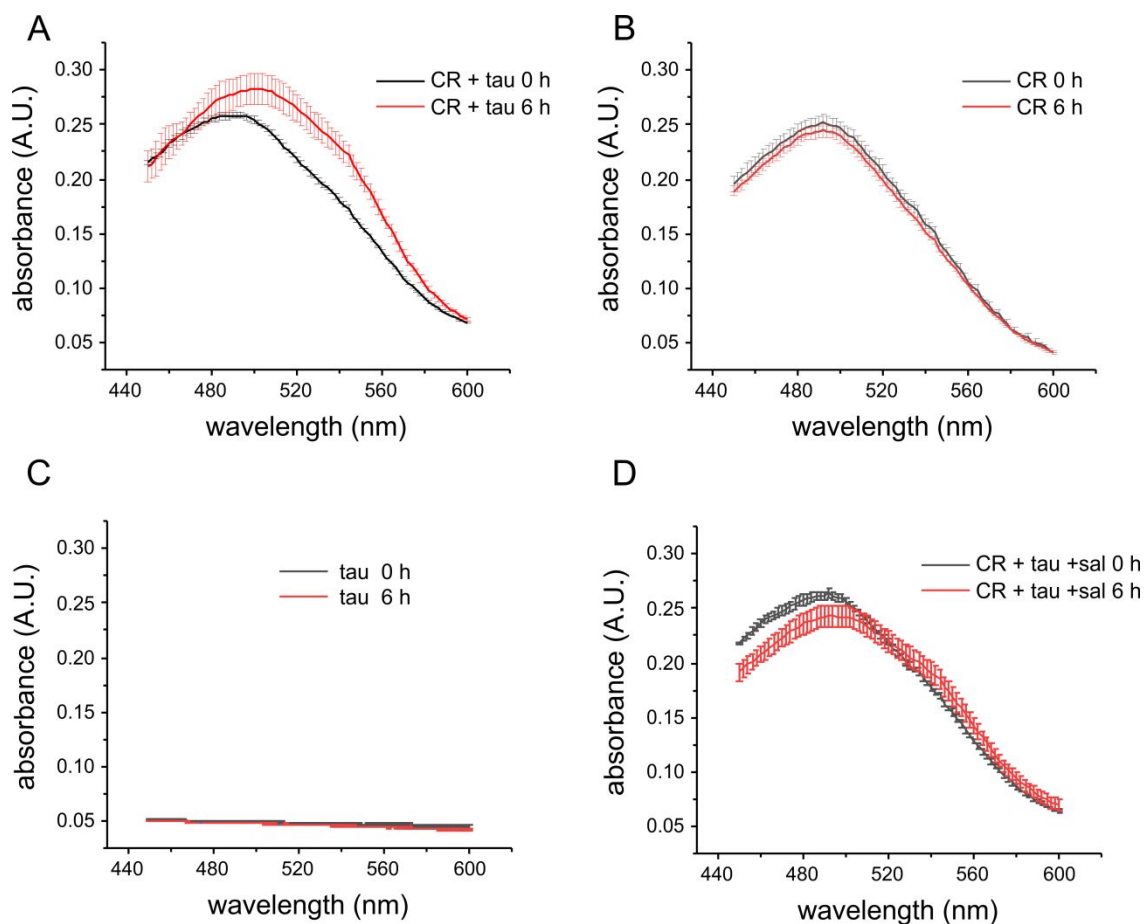 A
CR + tau 0 h
CR + tau 6 h
0.30
0.25
0.20
0.15
0.10
0.05
absorbance (A.U.)
440 480 520 560 600
wavelength (nm)
B
CR 0 h
CR 6 h
0.30
0.25
0.20
0.15
0.10
0.05
absorbance (A.U.)
440 480 520 560 600
wavelength (nm)
C
tau 0 h
tau 6 h
0.30
0.25
0.20
0.15
0.10
0.05
absorbance (A.U.)
440 480 520 560 600
wavelength (nm)
D
CR + tau +sal 0 h
CR + tau +sal 6 h
0.30
0.25
0.20
0.15
0.10
0.05
absorbance (A.U.)
440 480 520 560 600
wavelength (nm)